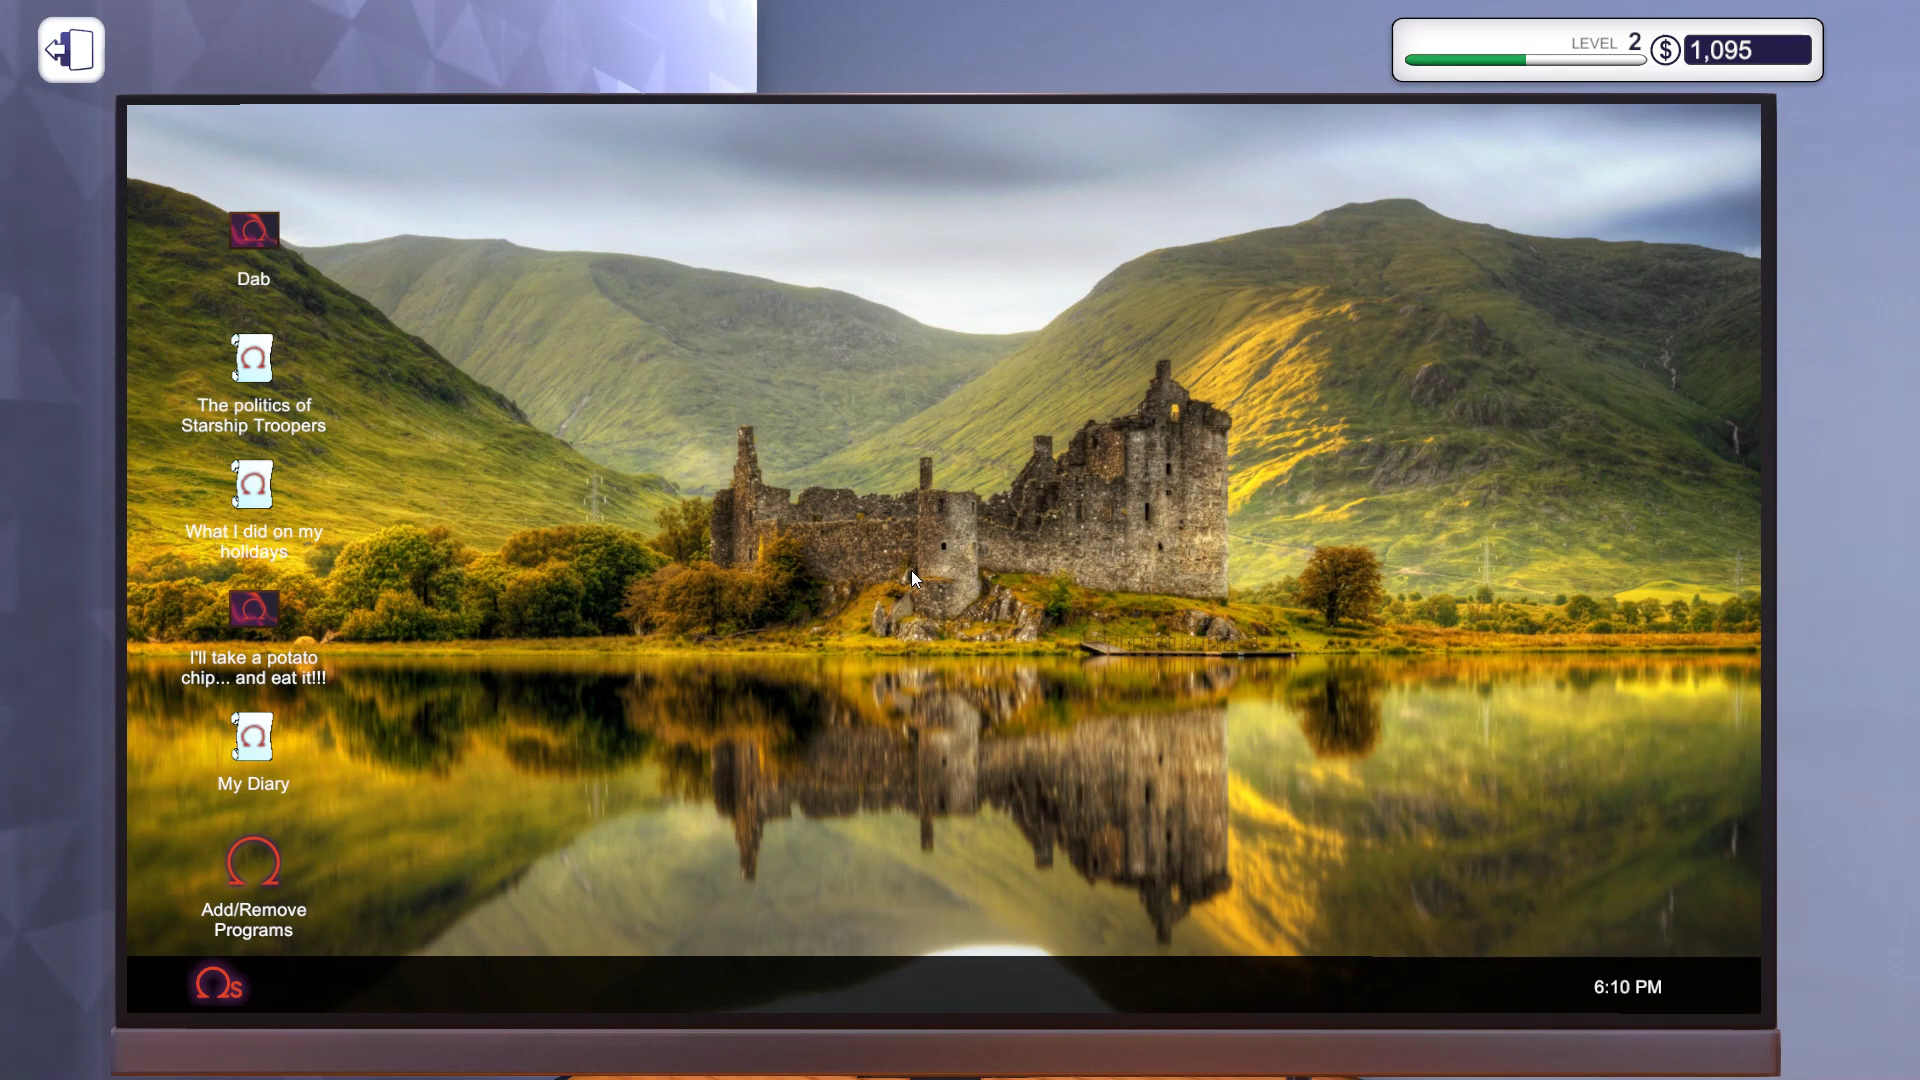 LEVEL 2
$ 1,095
Dab
The politics of
Starship Troopers
What I did on my
holidays
I'll take a potato
chip... and eat it!!!
My Diary
Add/Remove
Programs
Ωs
6:10 PM